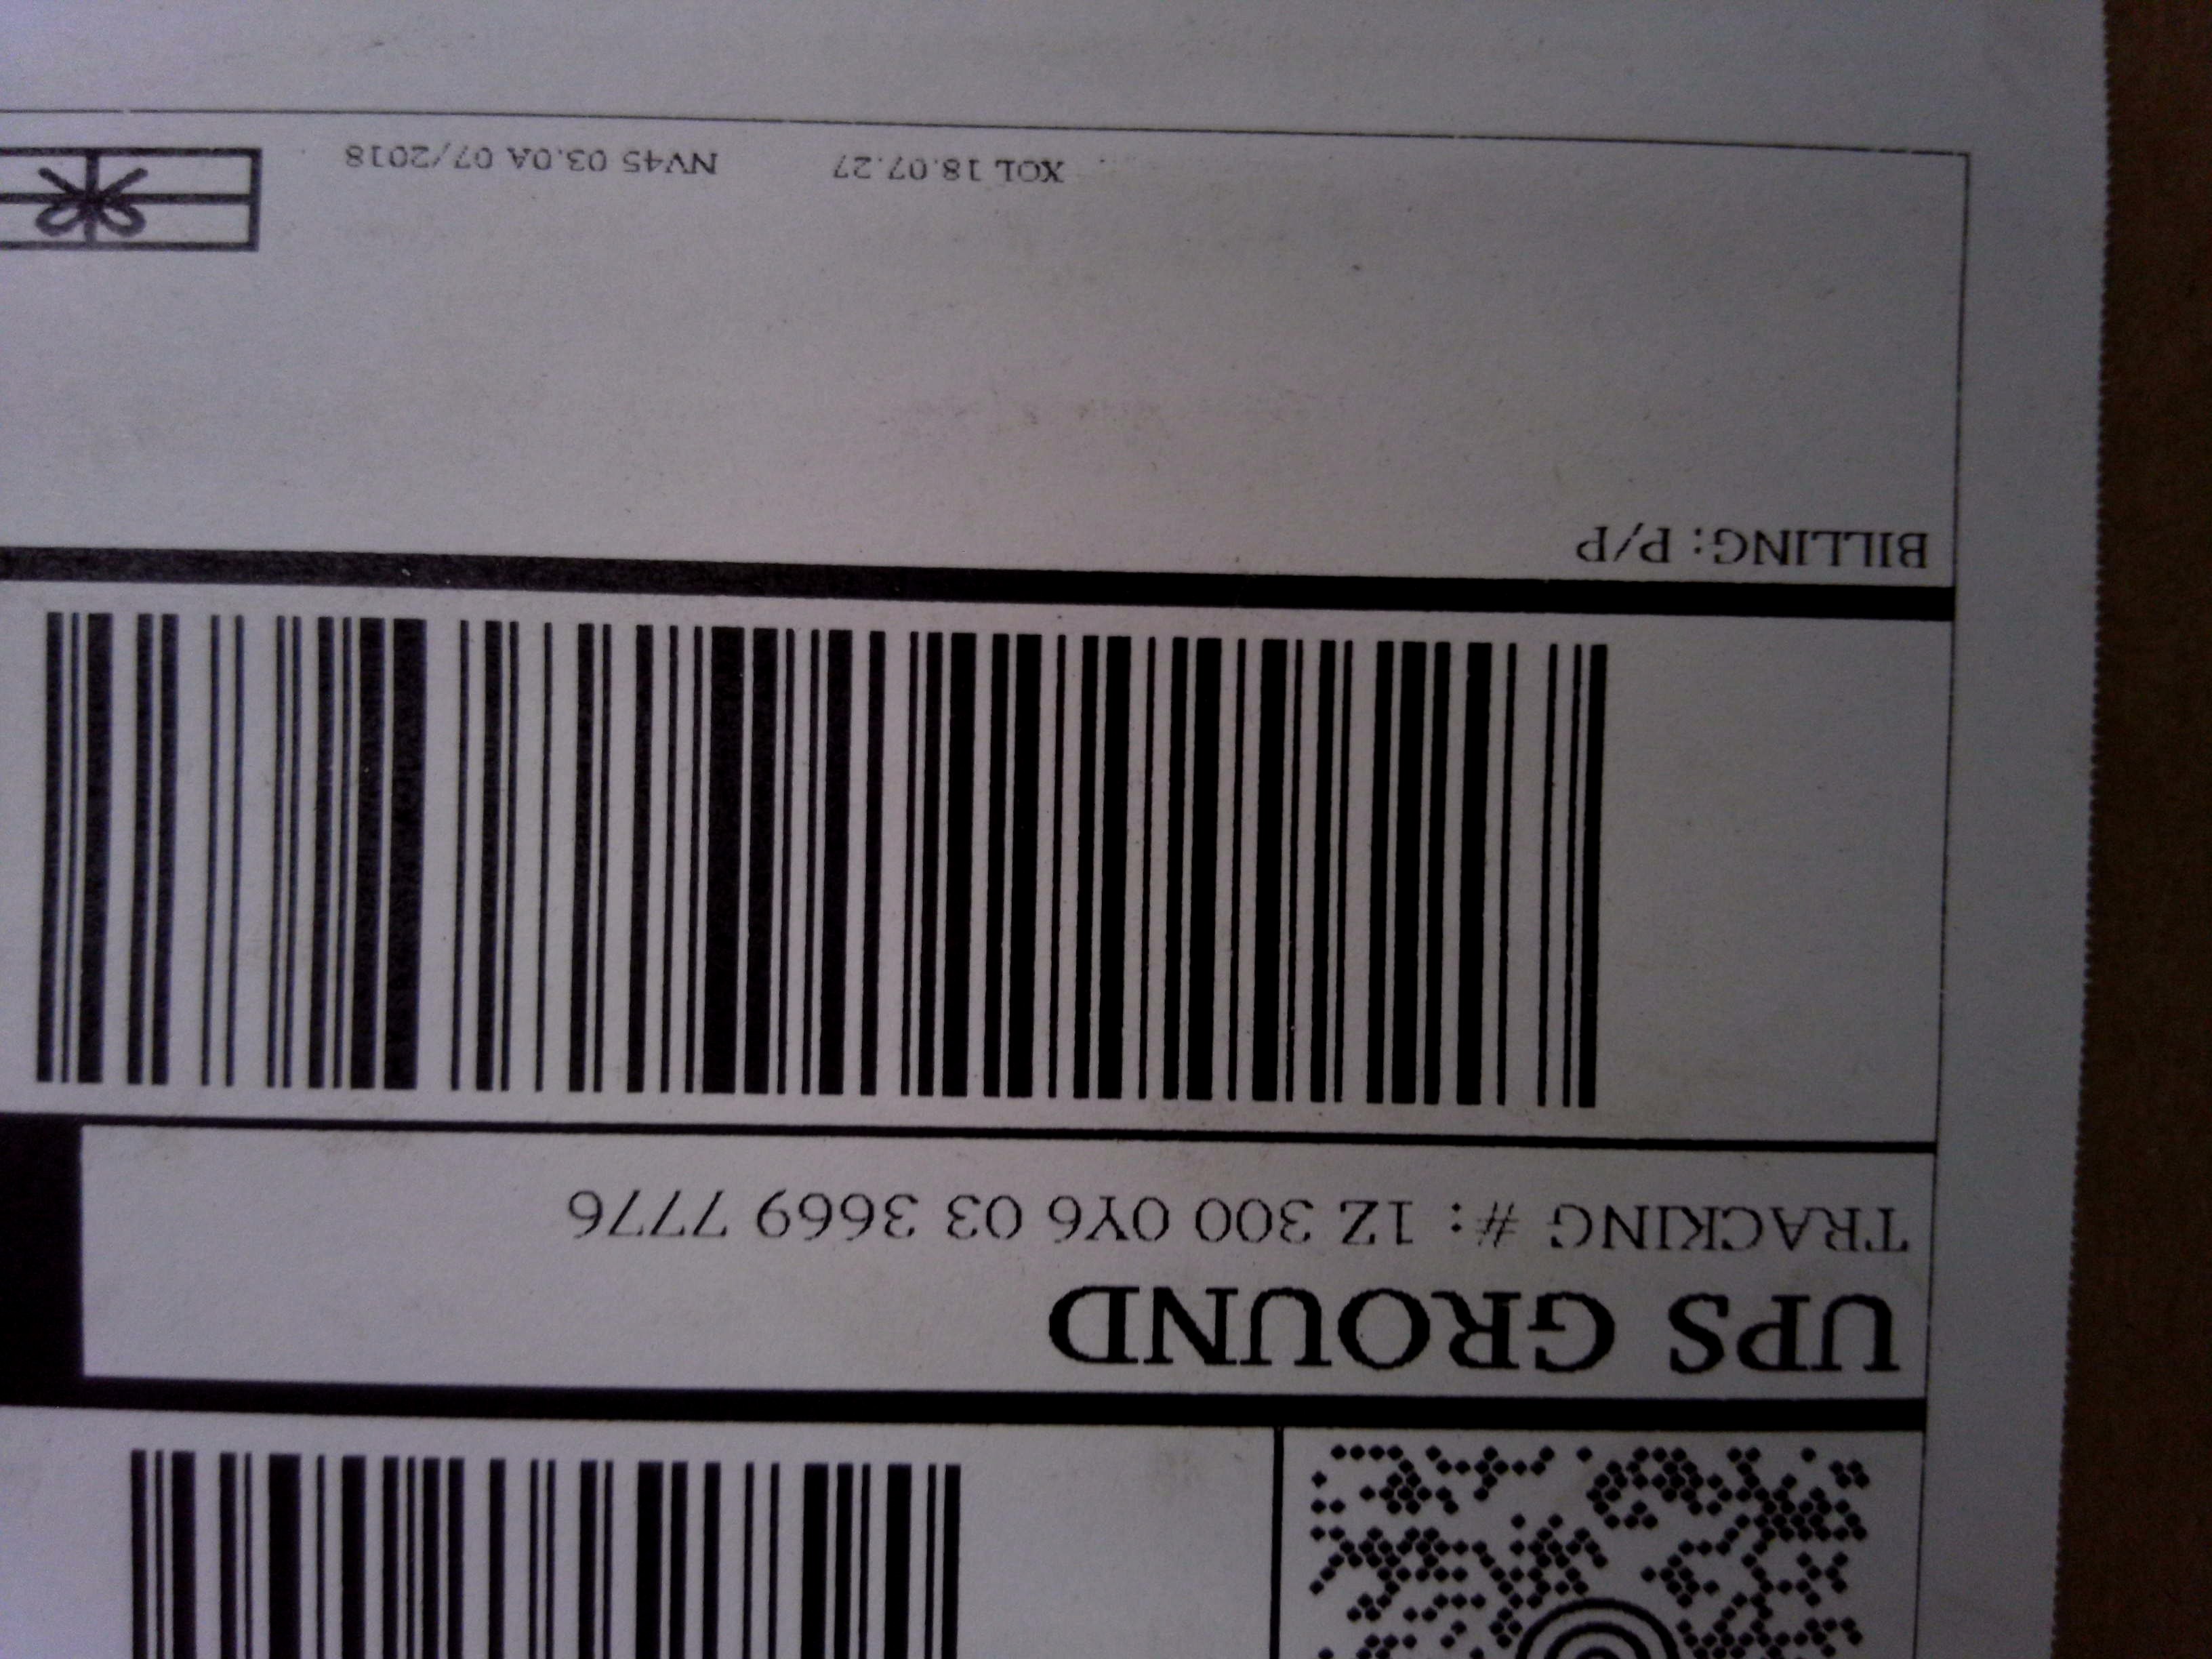 UPS GROUND
TRACKING #: 1Z 300 0Y6 03 3669 7776
BILLING: P/P
XOL 18.07.27 NV45 03.0A 07/2018